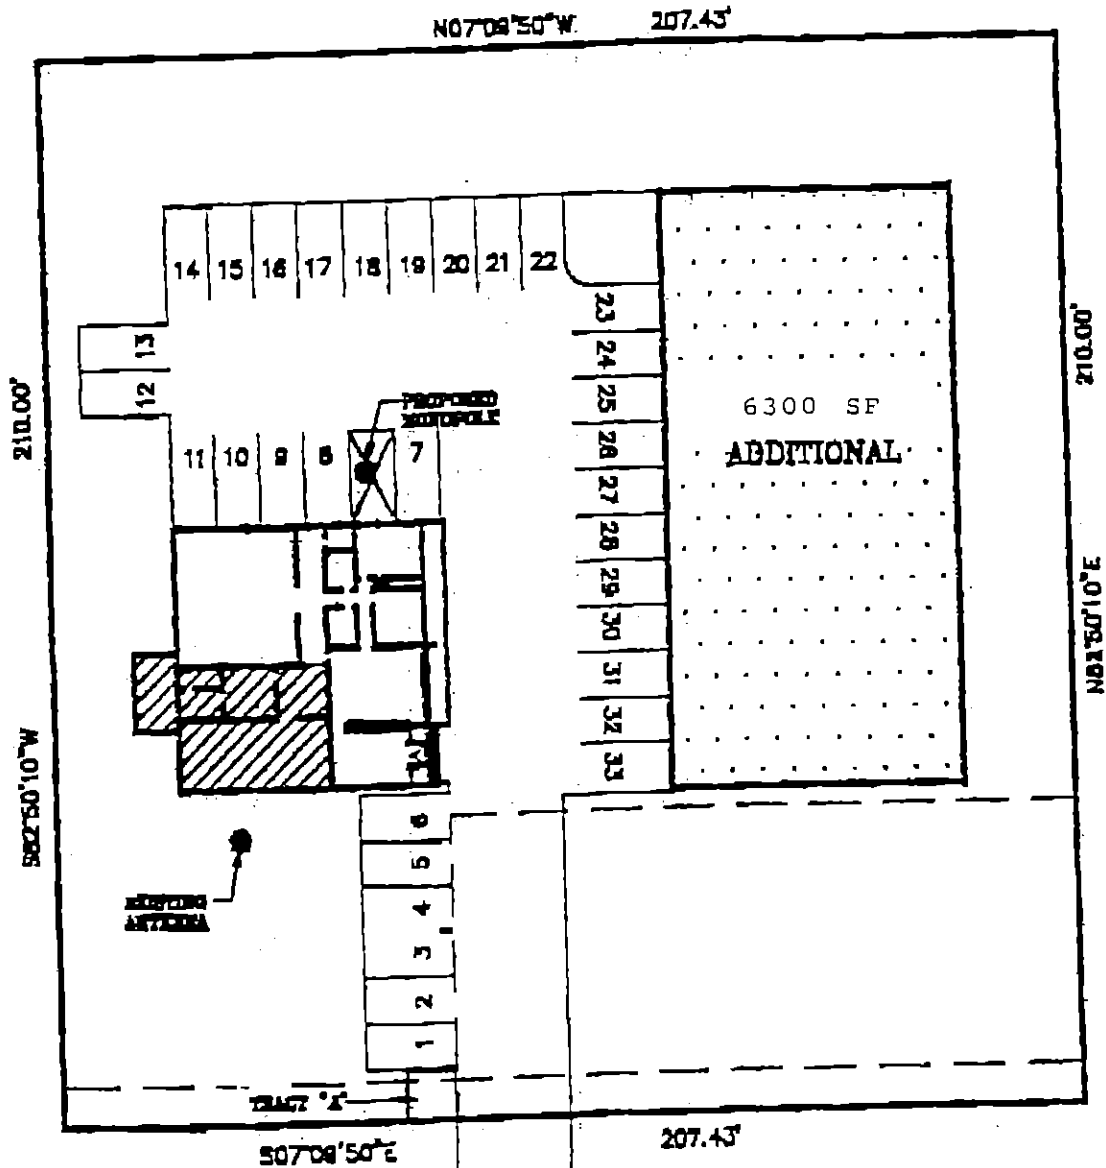 N07°09'50"W 207.43'
14 15 16 17 18 19 20 21 22
13
12
23
24
25
26
27
28
29
30
31
32
33
210.00'
210.00'
PROPOSED
MONOPOLE
6300 SF
ADDITIONAL
11 10 9 8 7
N82°50'10"E
S82°50'10"W
6
5
4
3
2
1
EXISTING
ANTENNA
TRACT "A"
S07°09'50"E 207.43'